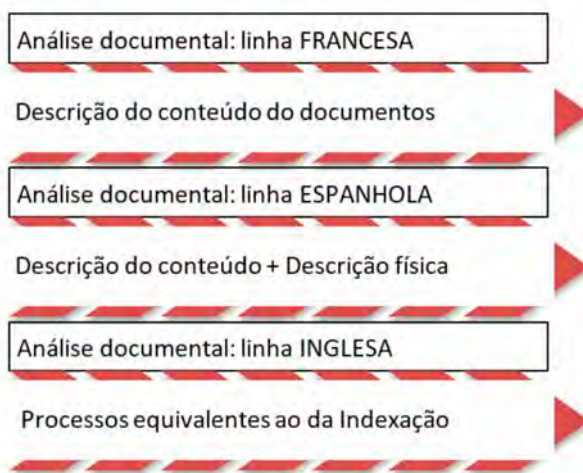 Análise documental: linha FRANCESA
Descrição do conteúdo do documentos
Análise documental: linha ESPANHOLA
Descrição do conteúdo + Descrição física
Análise documental: linha INGLESA
Processos equivalentes ao da Indexação